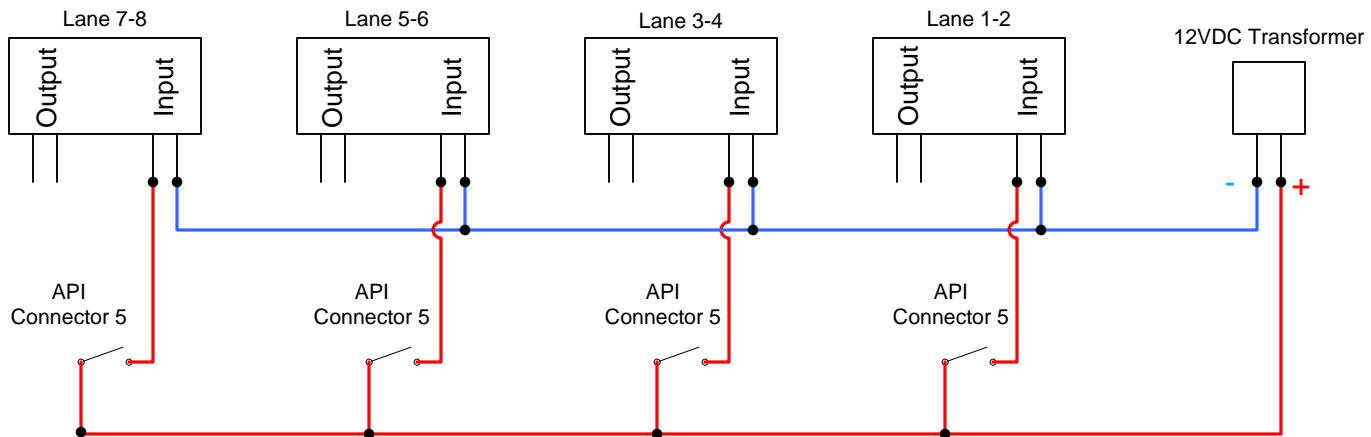 Lane 7-8
Lane 5-6
Lane 3-4
Lane 1-2
12VDC Transformer
Output
Input
Output
Input
Output
Input
Output
Input
-
+
API
Connector 5
API
Connector 5
API
Connector 5
API
Connector 5